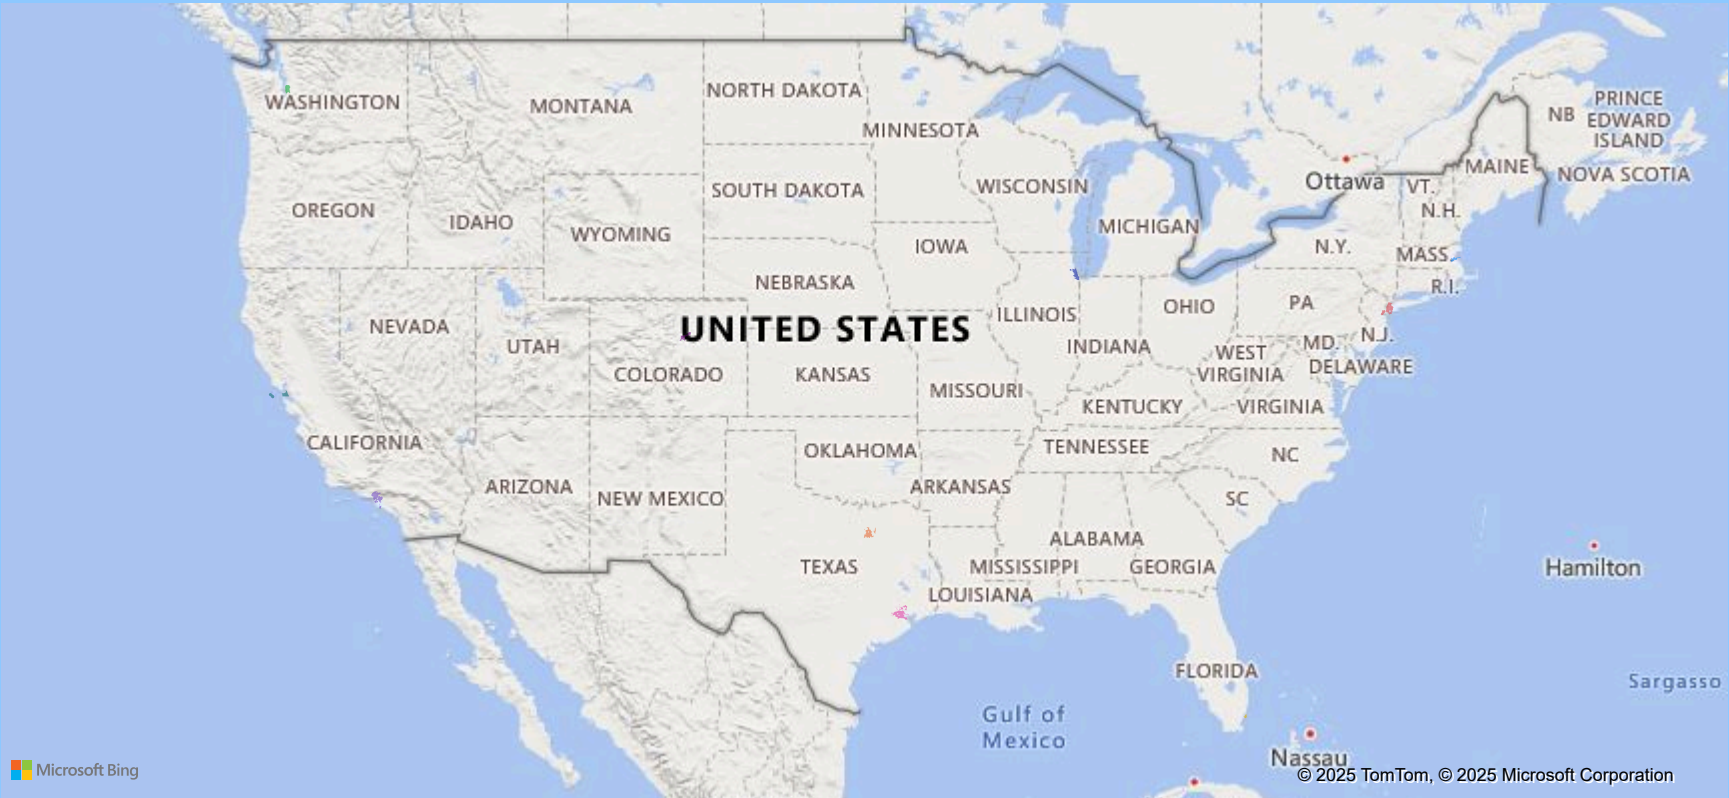 NORTH DAKOTA
WASHINGTON
MONTANA
MINNESOTA
PRINCE
EDWARD
ISLAND
NB
MAINE
NOVA SCOTIA
Ottawa
VT.
N.H.
SOUTH DAKOTA
WISCONSIN
OREGON
IDAHO
WYOMING
MICHIGAN
IOWA
N.Y.
MASS.
R.I.
NEBRASKA
ILLINOIS
OHIO
PA
NEVADA
UNITED STATES
N.J.
UTAH
INDIANA
MD.
WEST
VIRGINIA
DELAWARE
COLORADO
KANSAS
MISSOURI
KENTUCKY
VIRGINIA
CALIFORNIA
OKLAHOMA
TENNESSEE
NC
ARIZONA
NEW MEXICO
ARKANSAS
SC
ALABAMA
TEXAS
MISSISSIPPI
GEORGIA
Hamilton
LOUISIANA
FLORIDA
Sargasso
Gulf of
Mexico
Nassau
Microsoft Bing
© 2025 TomTom, © 2025 Microsoft Corporation